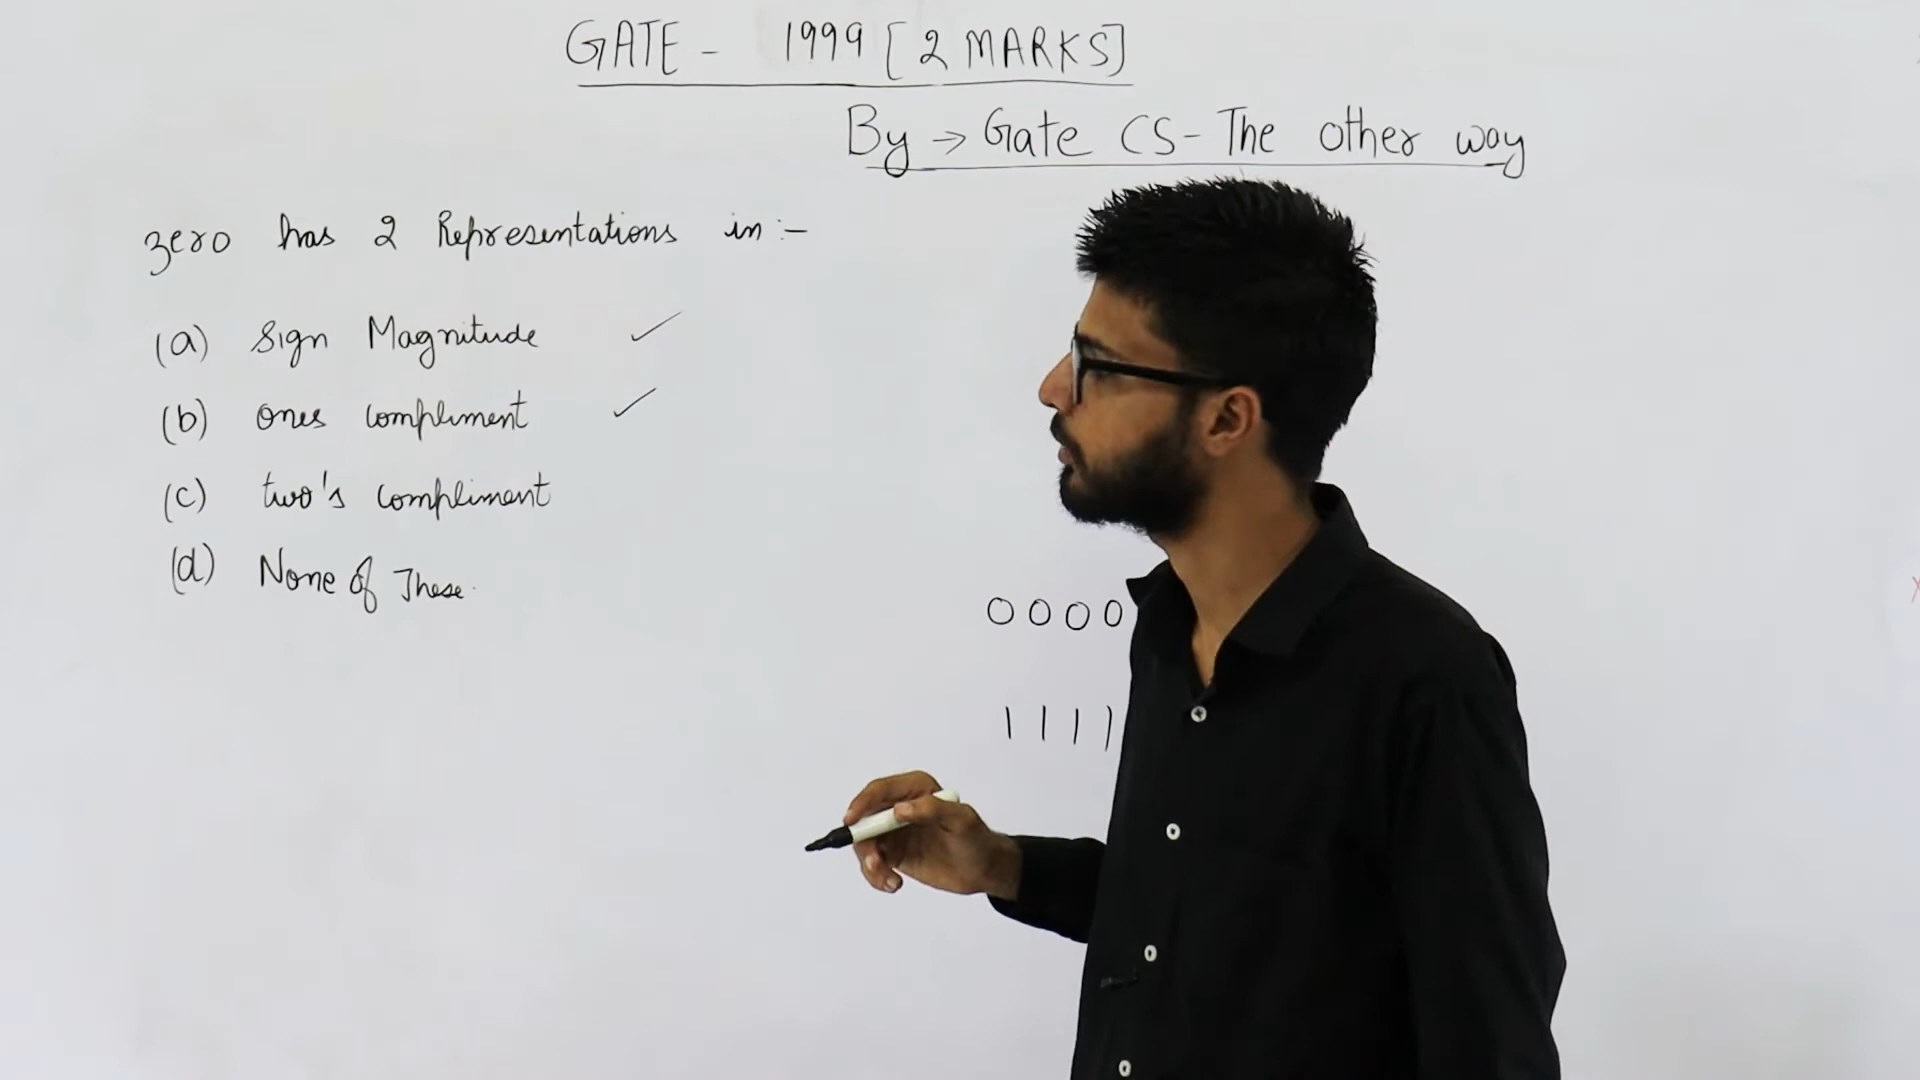 GATE - 1999 [2 MARKS]
By → Gate CS - The other way
zero has 2 Representations in :-
(a) Sign Magnitude ✓
(b) ones compliment ✓
(c) two's compliment
(d) None of These.
0000
1111